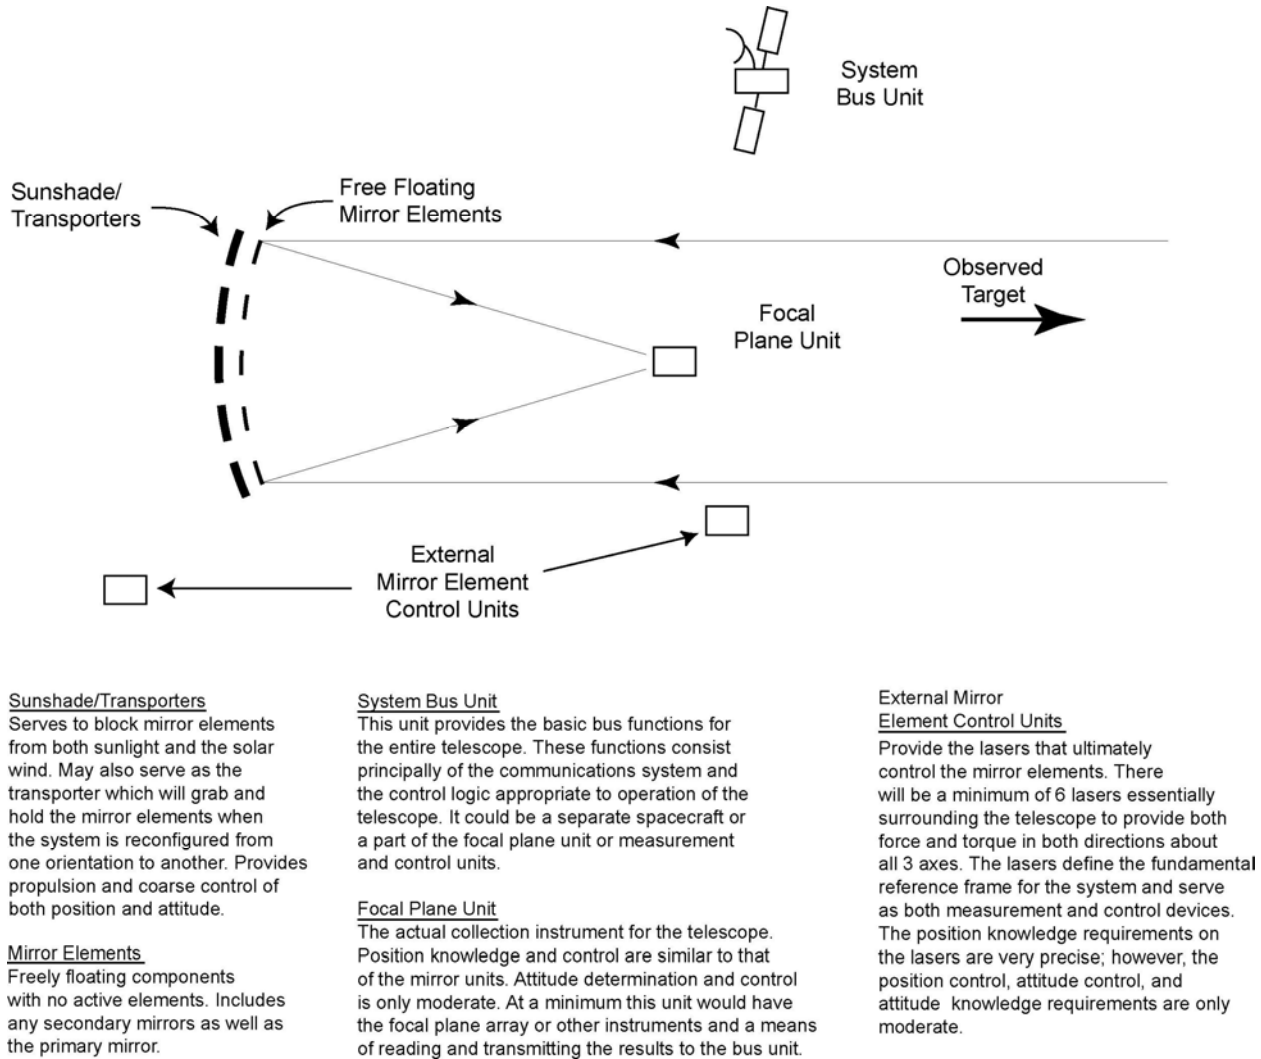 System
Bus Unit
Sunshade/
Transporters
Free Floating
Mirror Elements
Observed
Target
Focal
Plane Unit
External
Mirror Element
Control Units
Sunshade/Transporters
Serves to block mirror elements
from both sunlight and the solar
wind. May also serve as the
transporter which will grab and
hold the mirror elements when
the system is reconfigured from
one orientation to another. Provides
propulsion and coarse control of
both position and attitude.
Mirror Elements
Freely floating components
with no active elements. Includes
any secondary mirrors as well as
the primary mirror.
System Bus Unit
This unit provides the basic bus functions for
the entire telescope. These functions consist
principally of the communications system and
the control logic appropriate to operation of the
telescope. It could be a separate spacecraft or
a part of the focal plane unit or measurement
and control units.
Focal Plane Unit
The actual collection instrument for the telescope.
Position knowledge and control are similar to that
of the mirror units. Attitude determination and control
is only moderate. At a minimum this unit would have
the focal plane array or other instruments and a means
of reading and transmitting the results to the bus unit.
External Mirror
Element Control Units
Provide the lasers that ultimately
control the mirror elements. There
will be a minimum of 6 lasers essentially
surrounding the telescope to provide both
force and torque in both directions about
all 3 axes. The lasers define the fundamental
reference frame for the system and serve
as both measurement and control devices.
The position knowledge requirements on
the lasers are very precise; however, the
position control, attitude control, and
attitude knowledge requirements are only
moderate.